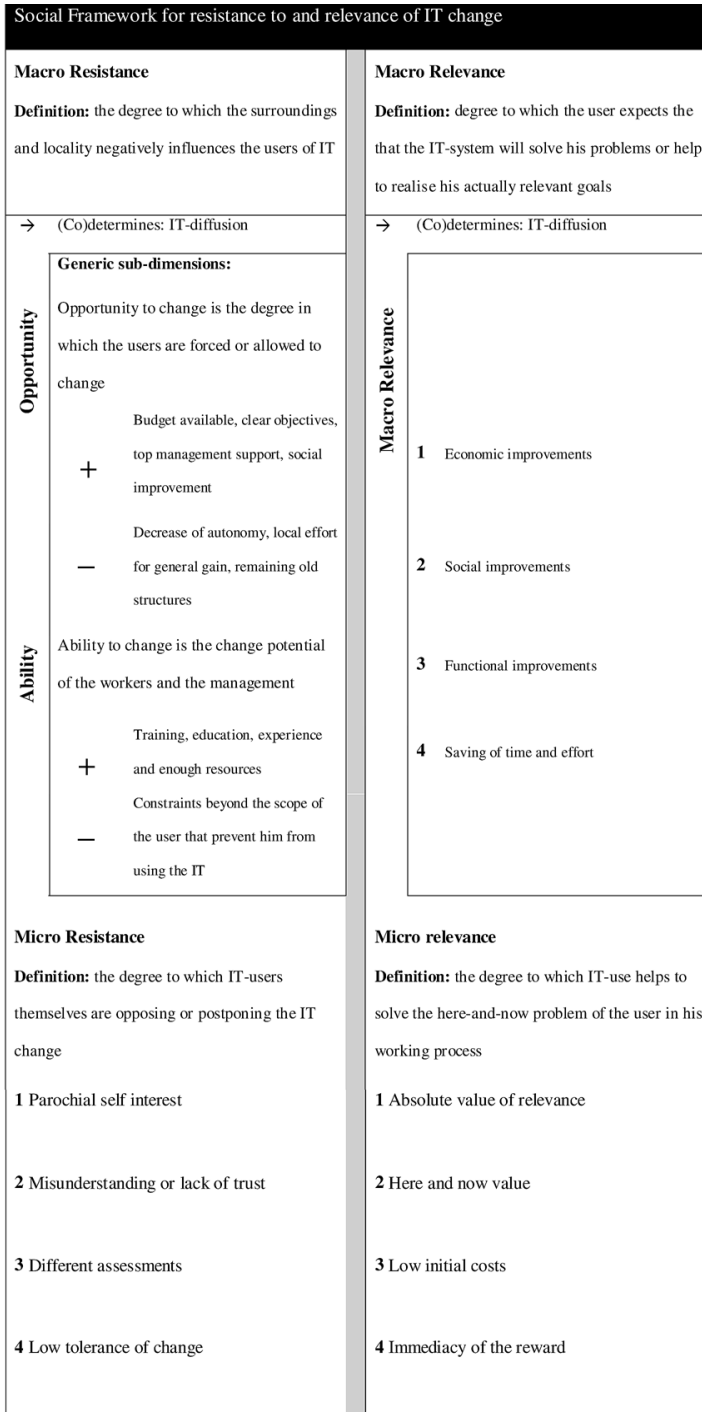 Social Framework for resistance to and relevance of IT change
Macro Resistance
Definition: the degree to which the surroundings
and locality negatively influences the users of IT
→ (Co)determines: IT-diffusion
Opportunity
Generic sub-dimensions:
Opportunity to change is the degree in
which the users are forced or allowed to
change
+
Budget available, clear objectives,
top management support, social
improvement
–
Decrease of autonomy, local effort
for general gain, remaining old
structures
Ability
Ability to change is the change potential
of the workers and the management
+
Training, education, experience
and enough resources
–
Constraints beyond the scope of
the user that prevent him from
using the IT
Macro Relevance
Definition: degree to which the user expects the
that the IT-system will solve his problems or help
to realise his actually relevant goals
→ (Co)determines: IT-diffusion
Macro Relevance
1 Economic improvements
2 Social improvements
3 Functional improvements
4 Saving of time and effort
Micro Resistance
Definition: the degree to which IT-users
themselves are opposing or postponing the IT
change
1 Parochial self interest
2 Misunderstanding or lack of trust
3 Different assessments
4 Low tolerance of change
Micro relevance
Definition: the degree to which IT-use helps to
solve the here-and-now problem of the user in his
working process
1 Absolute value of relevance
2 Here and now value
3 Low initial costs
4 Immediacy of the reward